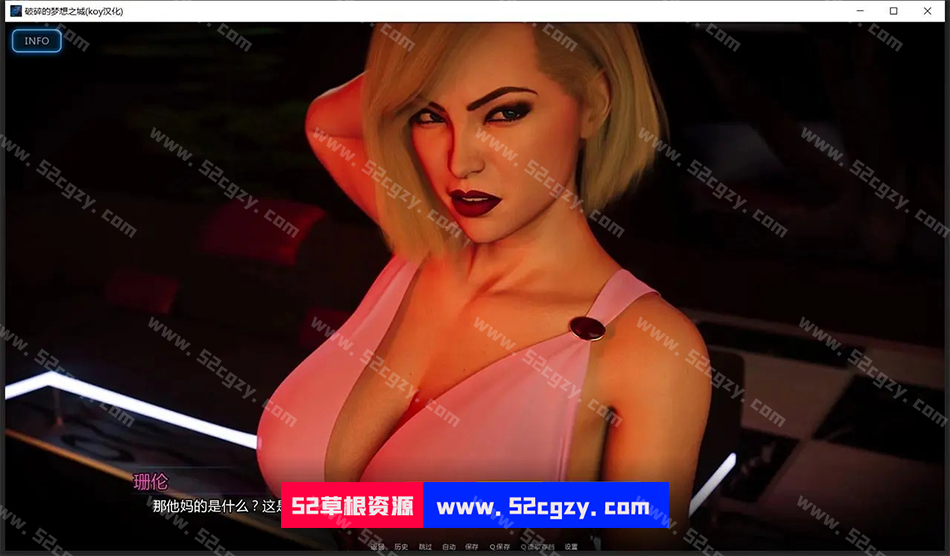 破碎的梦想之城(koy汉化)
INFO
珊伦
那他妈的是什么？这是
52草根资源 www.52cgzy.com
返回 历史 跳过 自动 保存 Q.保存 Q.读取存档 设置
www.52cgzy.com